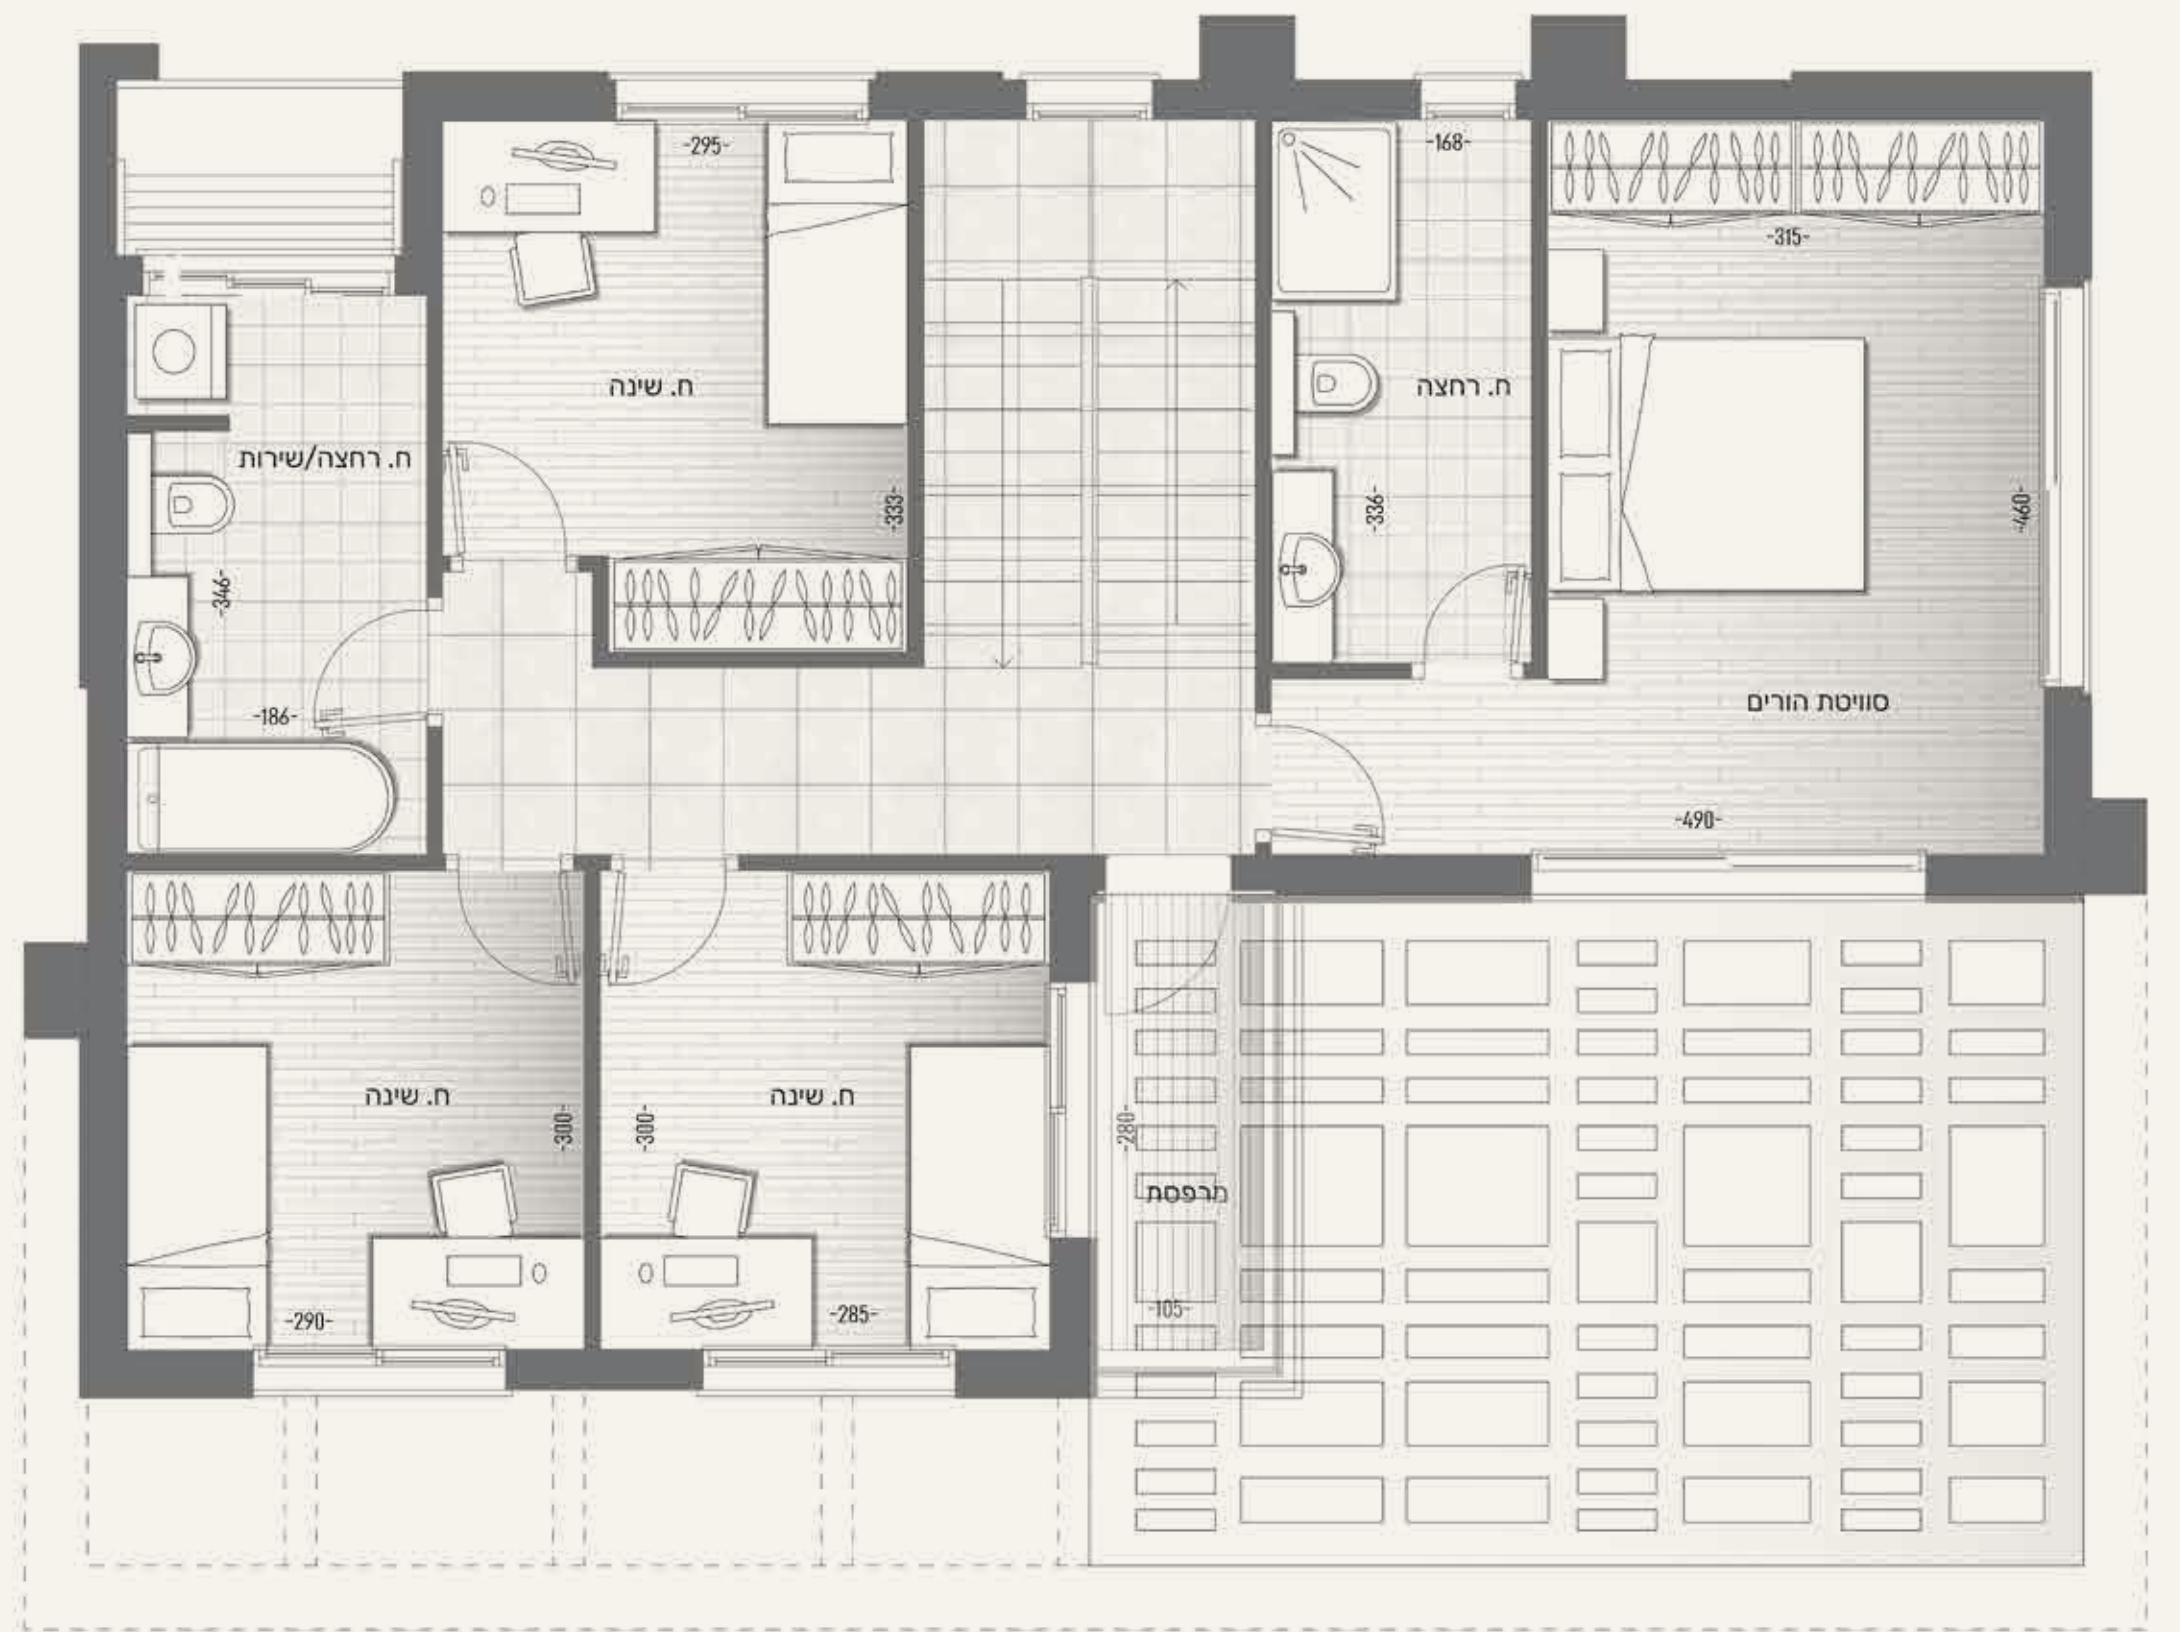 -168-
-295-
-315-
ח. רחצה
ח. שינה
ח. רחצה/שירות
-460-
-336-
-333-
-346-
סוויטת הורים
-186-
-490-
ח. שינה
ח. שינה
-280-
-300-
-300-
מרפסת
-105-
-285-
-290-